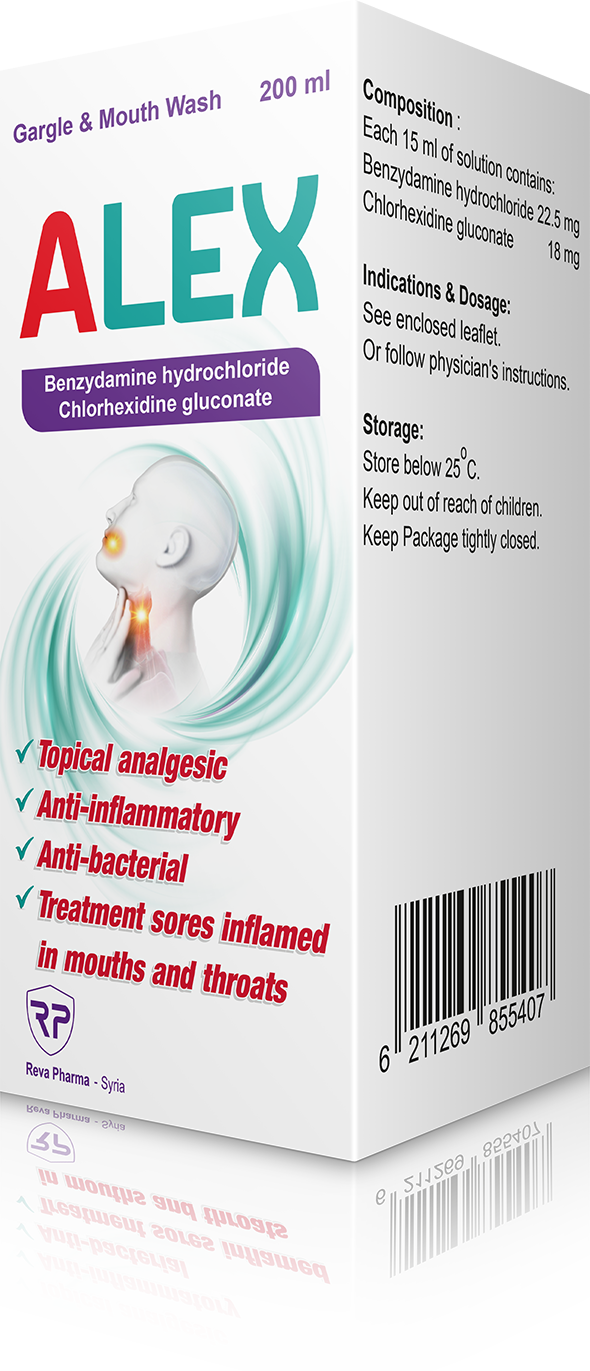 Gargle & Mouth Wash 200 ml
ALEX
Benzydamine hydrochloride
Chlorhexidine gluconate
Topical analgesic
Anti-inflammatory
Anti-bacterial
Treatment sores inflamed
in mouths and throats
RP
Reva Pharma - Syria
Composition :
Each 15 ml of solution contains:
Benzydamine hydrochloride 22.5 mg
Chlorhexidine gluconate 18 mg
Indications & Dosage:
See enclosed leaflet.
Or follow physician's instructions.
Storage:
Store below 25°C.
Keep out of reach of children.
Keep Package tightly closed.
6 211269 855407